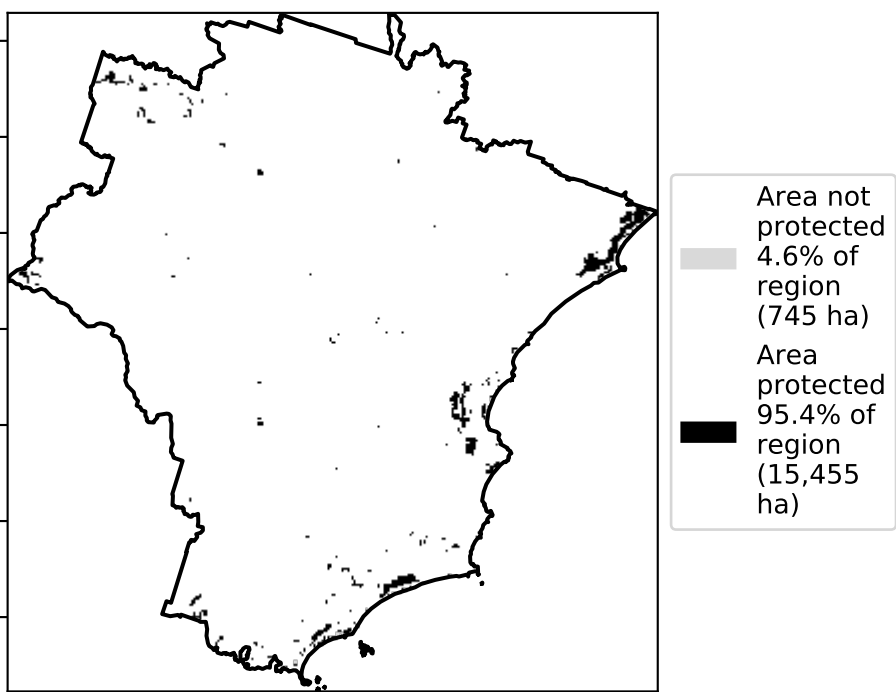 Area not
protected
4.6% of
region
(745 ha)
Area
protected
95.4% of
region
(15,455
ha)